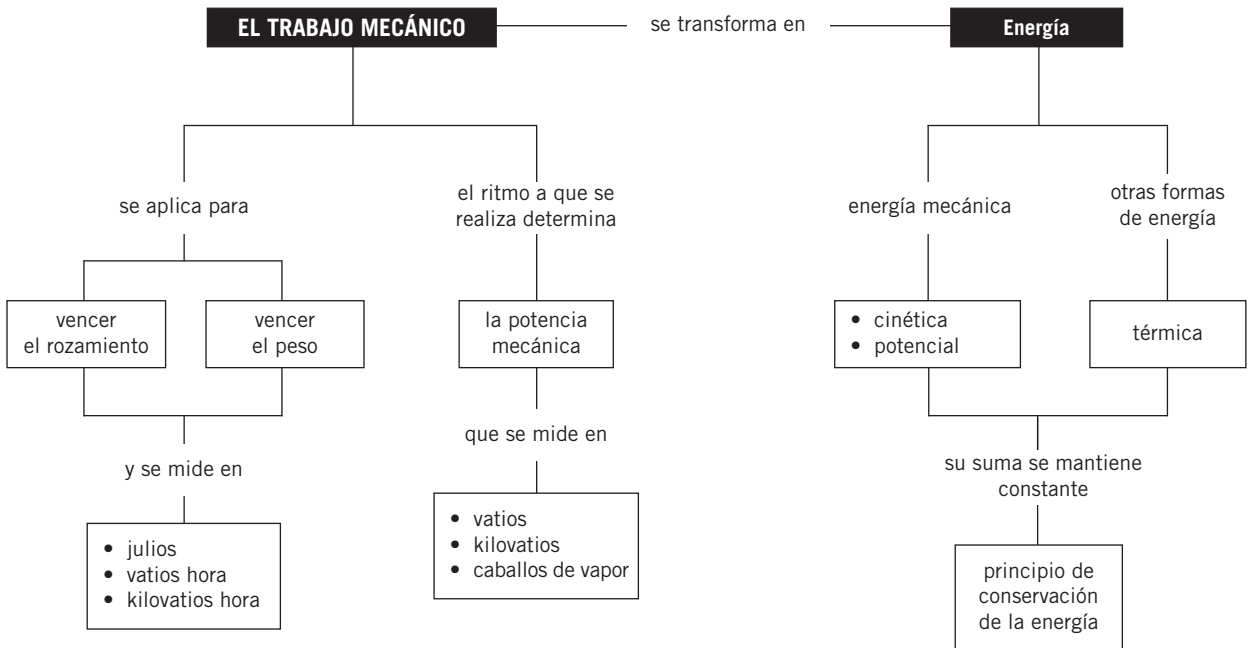 EL TRABAJO MECÁNICO
se transforma en
Energía
se aplica para
el ritmo a que se
realiza determina
energía mecánica
otras formas
de energía
vencer
el rozamiento
vencer
el peso
la potencia
mecánica
• cinética
• potencial
térmica
y se mide en
que se mide en
su suma se mantiene
constante
• julios
• vatios hora
• kilovatios hora
• vatios
• kilovatios
• caballos de vapor
principio de
conservación
de la energía